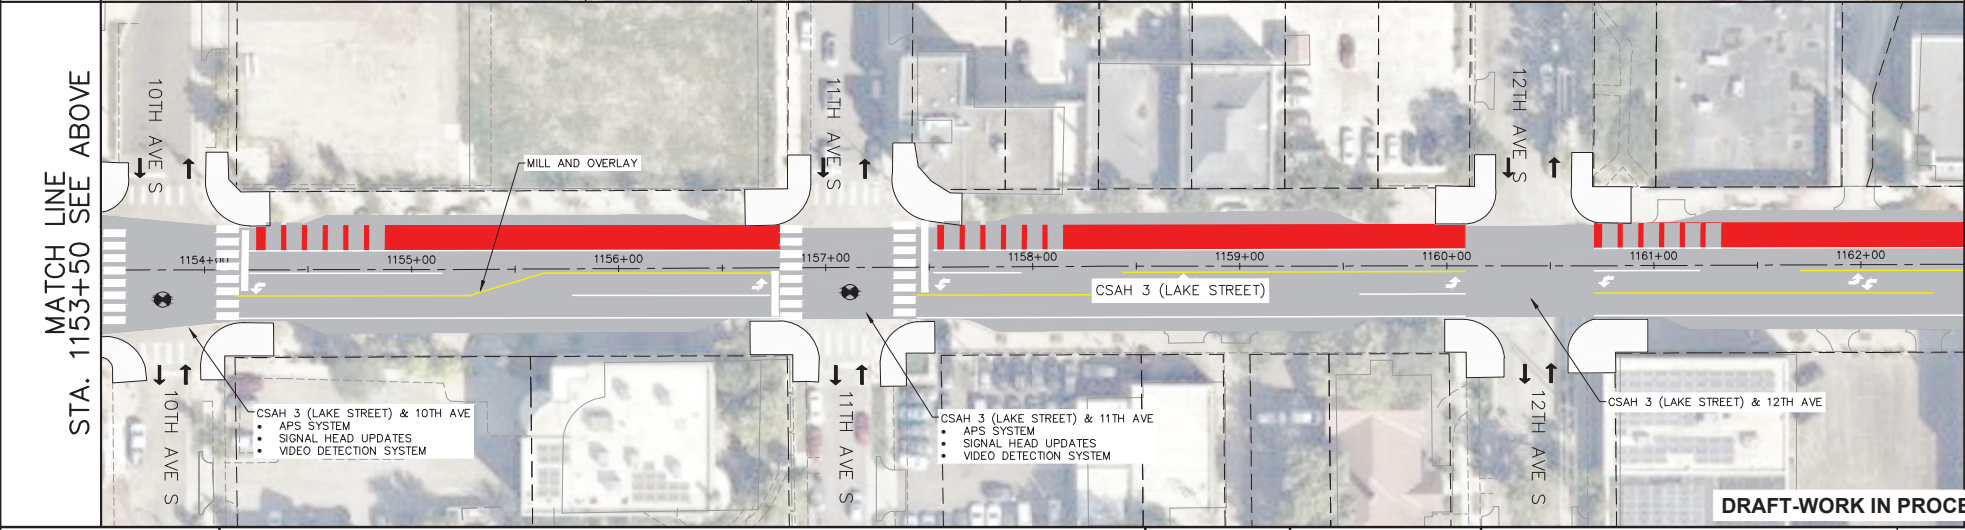 MATCH LINE
STA. 1153+50 SEE ABOVE
10TH AVE S
11TH AVE S
12TH AVE S
MILL AND OVERLAY
1155+00
1156+00
1157+00
1158+00
1159+00
1160+00
1161+00
1162+00
CSAH 3 (LAKE STREET)
CSAH 3 (LAKE STREET) & 10TH AVE
• APS SYSTEM
• SIGNAL HEAD UPDATES
• VIDEO DETECTION SYSTEM
CSAH 3 (LAKE STREET) & 11TH AVE
• APS SYSTEM
• SIGNAL HEAD UPDATES
• VIDEO DETECTION SYSTEM
CSAH 3 (LAKE STREET) & 12TH AVE
10TH AVE S
11TH AVE S
12TH AVE S
DRAFT-WORK IN PROCE